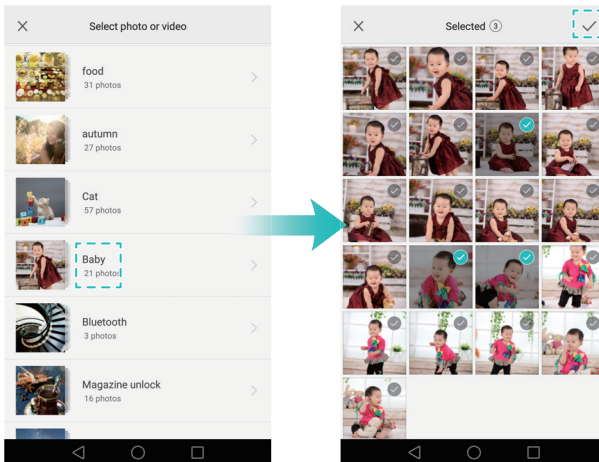 Select photo or video
food
31 photos
autumn
27 photos
Cat
57 photos
Baby
21 photos
Bluetooth
3 photos
Magazine unlock
16 photos
Selected 3